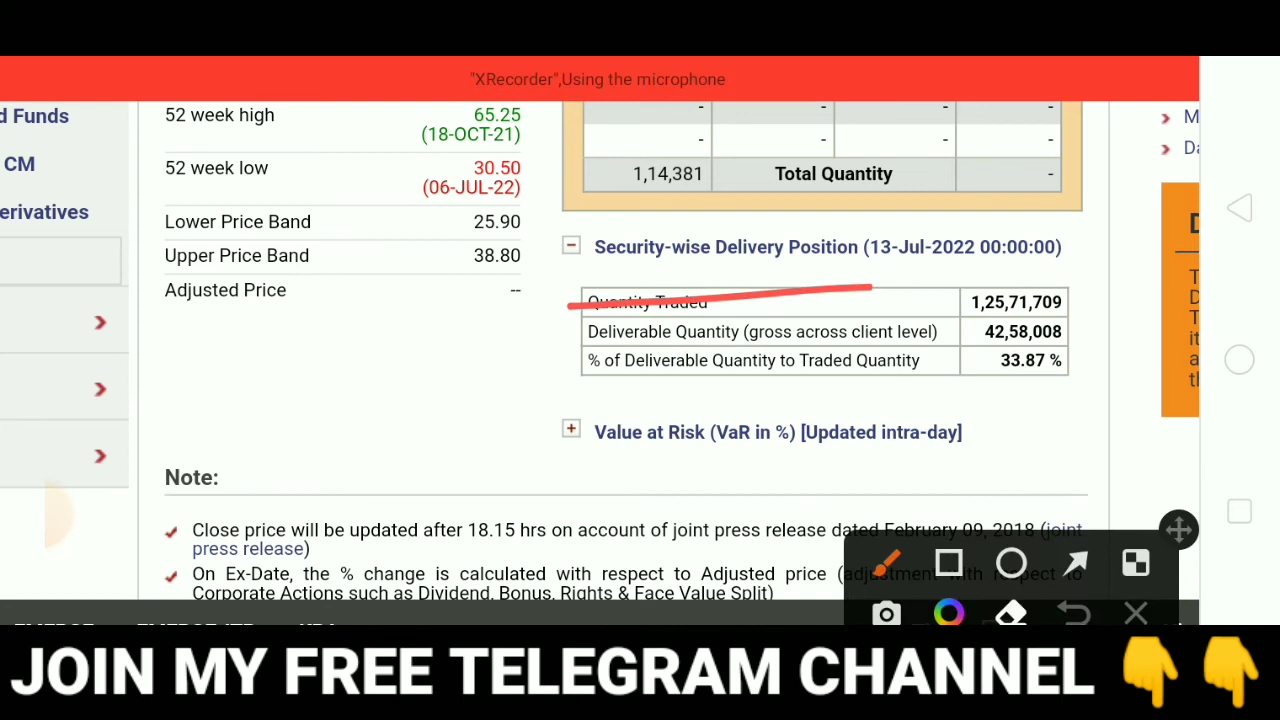 "XRecorder",Using the microphone
d Funds
CM
erivatives
52 week high 65.25
(18-OCT-21)
52 week low 30.50
(06-JUL-22)
Lower Price Band 25.90
Upper Price Band 38.80
Adjusted Price --
- - - -
- - - -
1,14,381 Total Quantity -
Security-wise Delivery Position (13-Jul-2022 00:00:00)
Quantity Traded 1,25,71,709
Deliverable Quantity (gross across client level) 42,58,008
% of Deliverable Quantity to Traded Quantity 33.87 %
Value at Risk (VaR in %) [Updated intra-day]
Note:
Close price will be updated after 18.15 hrs on account of joint press release dated February 09, 2018 (joint
press release)
On Ex-Date, the % change is calculated with respect to Adjusted price (adjustment with respect to
Corporate Actions such as Dividend, Bonus, Rights & Face Value Split)
JOIN MY FREE TELEGRAM CHANNEL